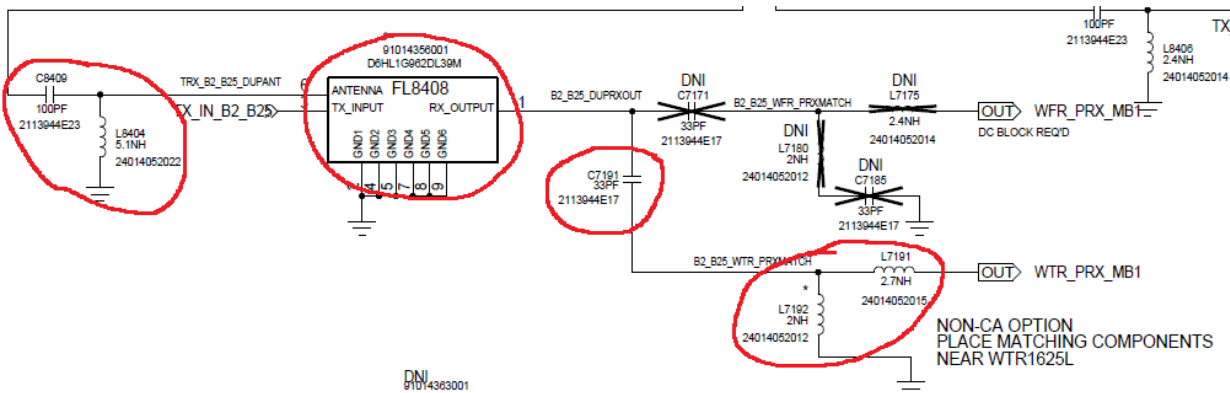 100PF
2113944E23
TX
L8406
2.4NH
24014052014
C8409
100PF
2113944E23
TRX_B2_B25_DUPANT
TX_IN_B2_B25
L8404
5.1NH
24014052022
91014356001
D6HL1G962DL39M
6
ANTENNA FL8408
TX_INPUT RX_OUTPUT
GND1
GND2
GND3
GND4
GND5
GND6
4
5
7
8
9
1
B2_B25_DUPRXOUT
DNI
C7171
33PF
2113944E17
B2_B25_WFR_PRXMATCH
DNI
L7175
2.4NH
24014052014
OUT WFR_PRX_MB1
DC BLOCK REQ'D
DNI
L7180
2NH
24014052012
DNI
C7185
33PF
2113944E17
C7191
33PF
2113944E17
B2_B25_WTR_PRXMATCH
L7191
2.7NH
24014052015
OUT WTR_PRX_MB1
*
L7192
2NH
24014052012
NON-CA OPTION
PLACE MATCHING COMPONENTS
NEAR WTR1625L
DNI
91014363001